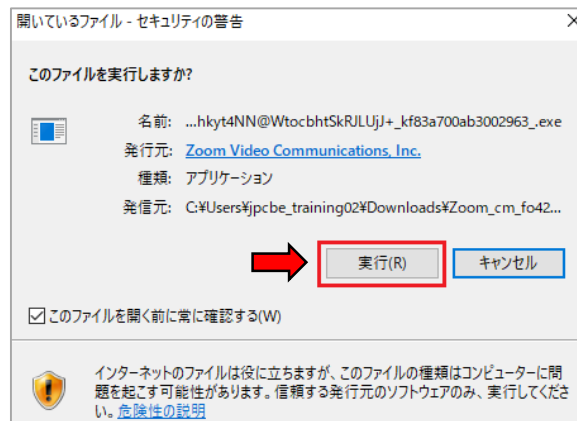 開いているファイル - セキュリティの警告
このファイルを実行しますか?
名前: ...hkyt4NN@WtocbhtSkRJLUjJ+_kf83a700ab3002963_.exe
発行元: Zoom Video Communications, Inc.
種類: アプリケーション
発信元: C:¥Users¥jpcbe_training02¥Downloads¥Zoom_cm_fo42...
実行(R) キャンセル
このファイルを開く前に常に確認する(W)
インターネットのファイルは役に立ちますが、このファイルの種類はコンピューターに問
題を起こす可能性があります。信頼する発行元のソフトウェアのみ、実行してくださ
い。危険性の説明